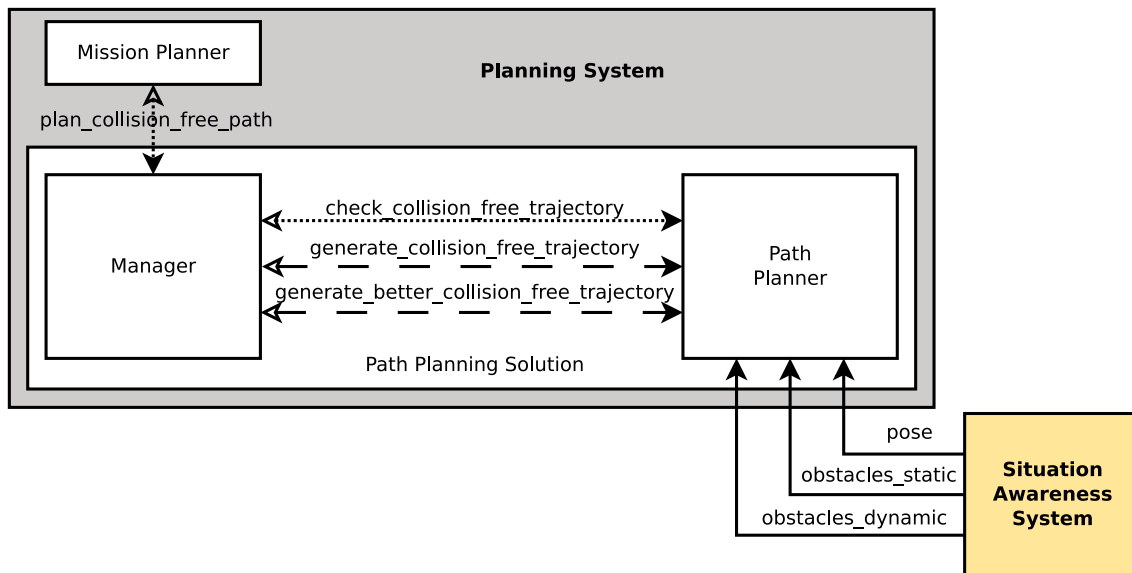 Mission Planner
Planning System
plan_collision_free_path
check_collision_free_trajectory
generate_collision_free_trajectory
generate_better_collision_free_trajectory
Manager
Path
Planner
Path Planning Solution
pose
obstacles_static
obstacles_dynamic
Situation
Awareness
System